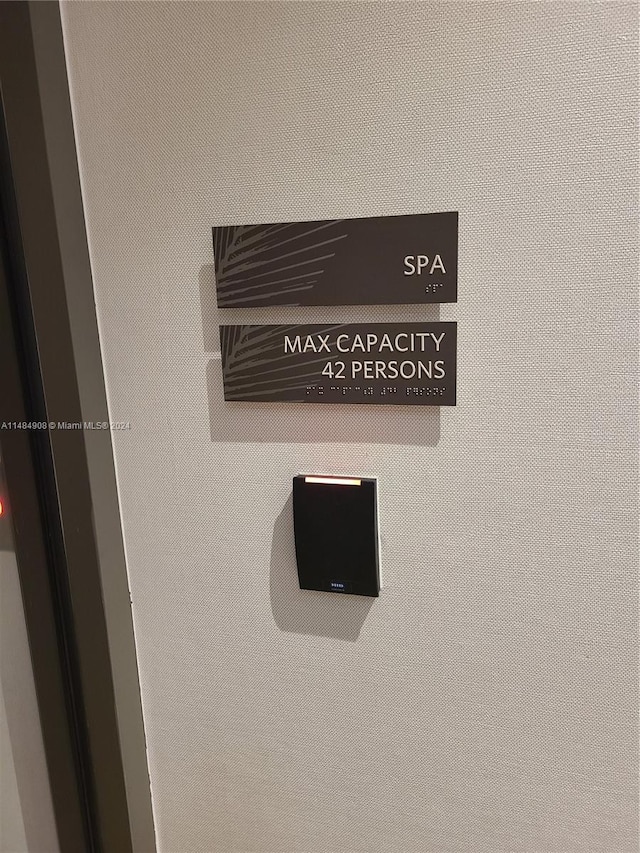 SPA
MAX CAPACITY
42 PERSONS
A11484908 © Miami MLS® 2024